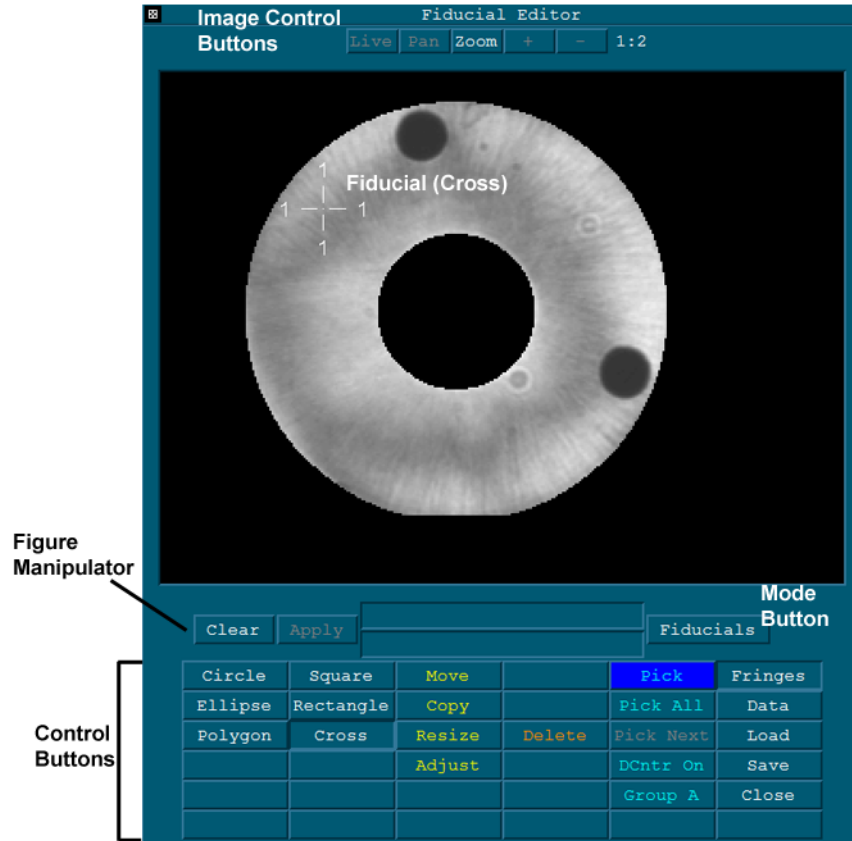 Fiducial Editor
Image Control
Buttons
Live Pan Zoom + - 1:2
1
Fiducial (Cross)
1 1
1
Figure
Manipulator
Mode
Button
Clear Apply Fiducials
Control
Buttons
Circle Square Move Pick Fringes
Ellipse Rectangle Copy Pick All Data
Polygon Cross Resize Delete Pick Next Load
Adjust DCntr On Save
Group A Close